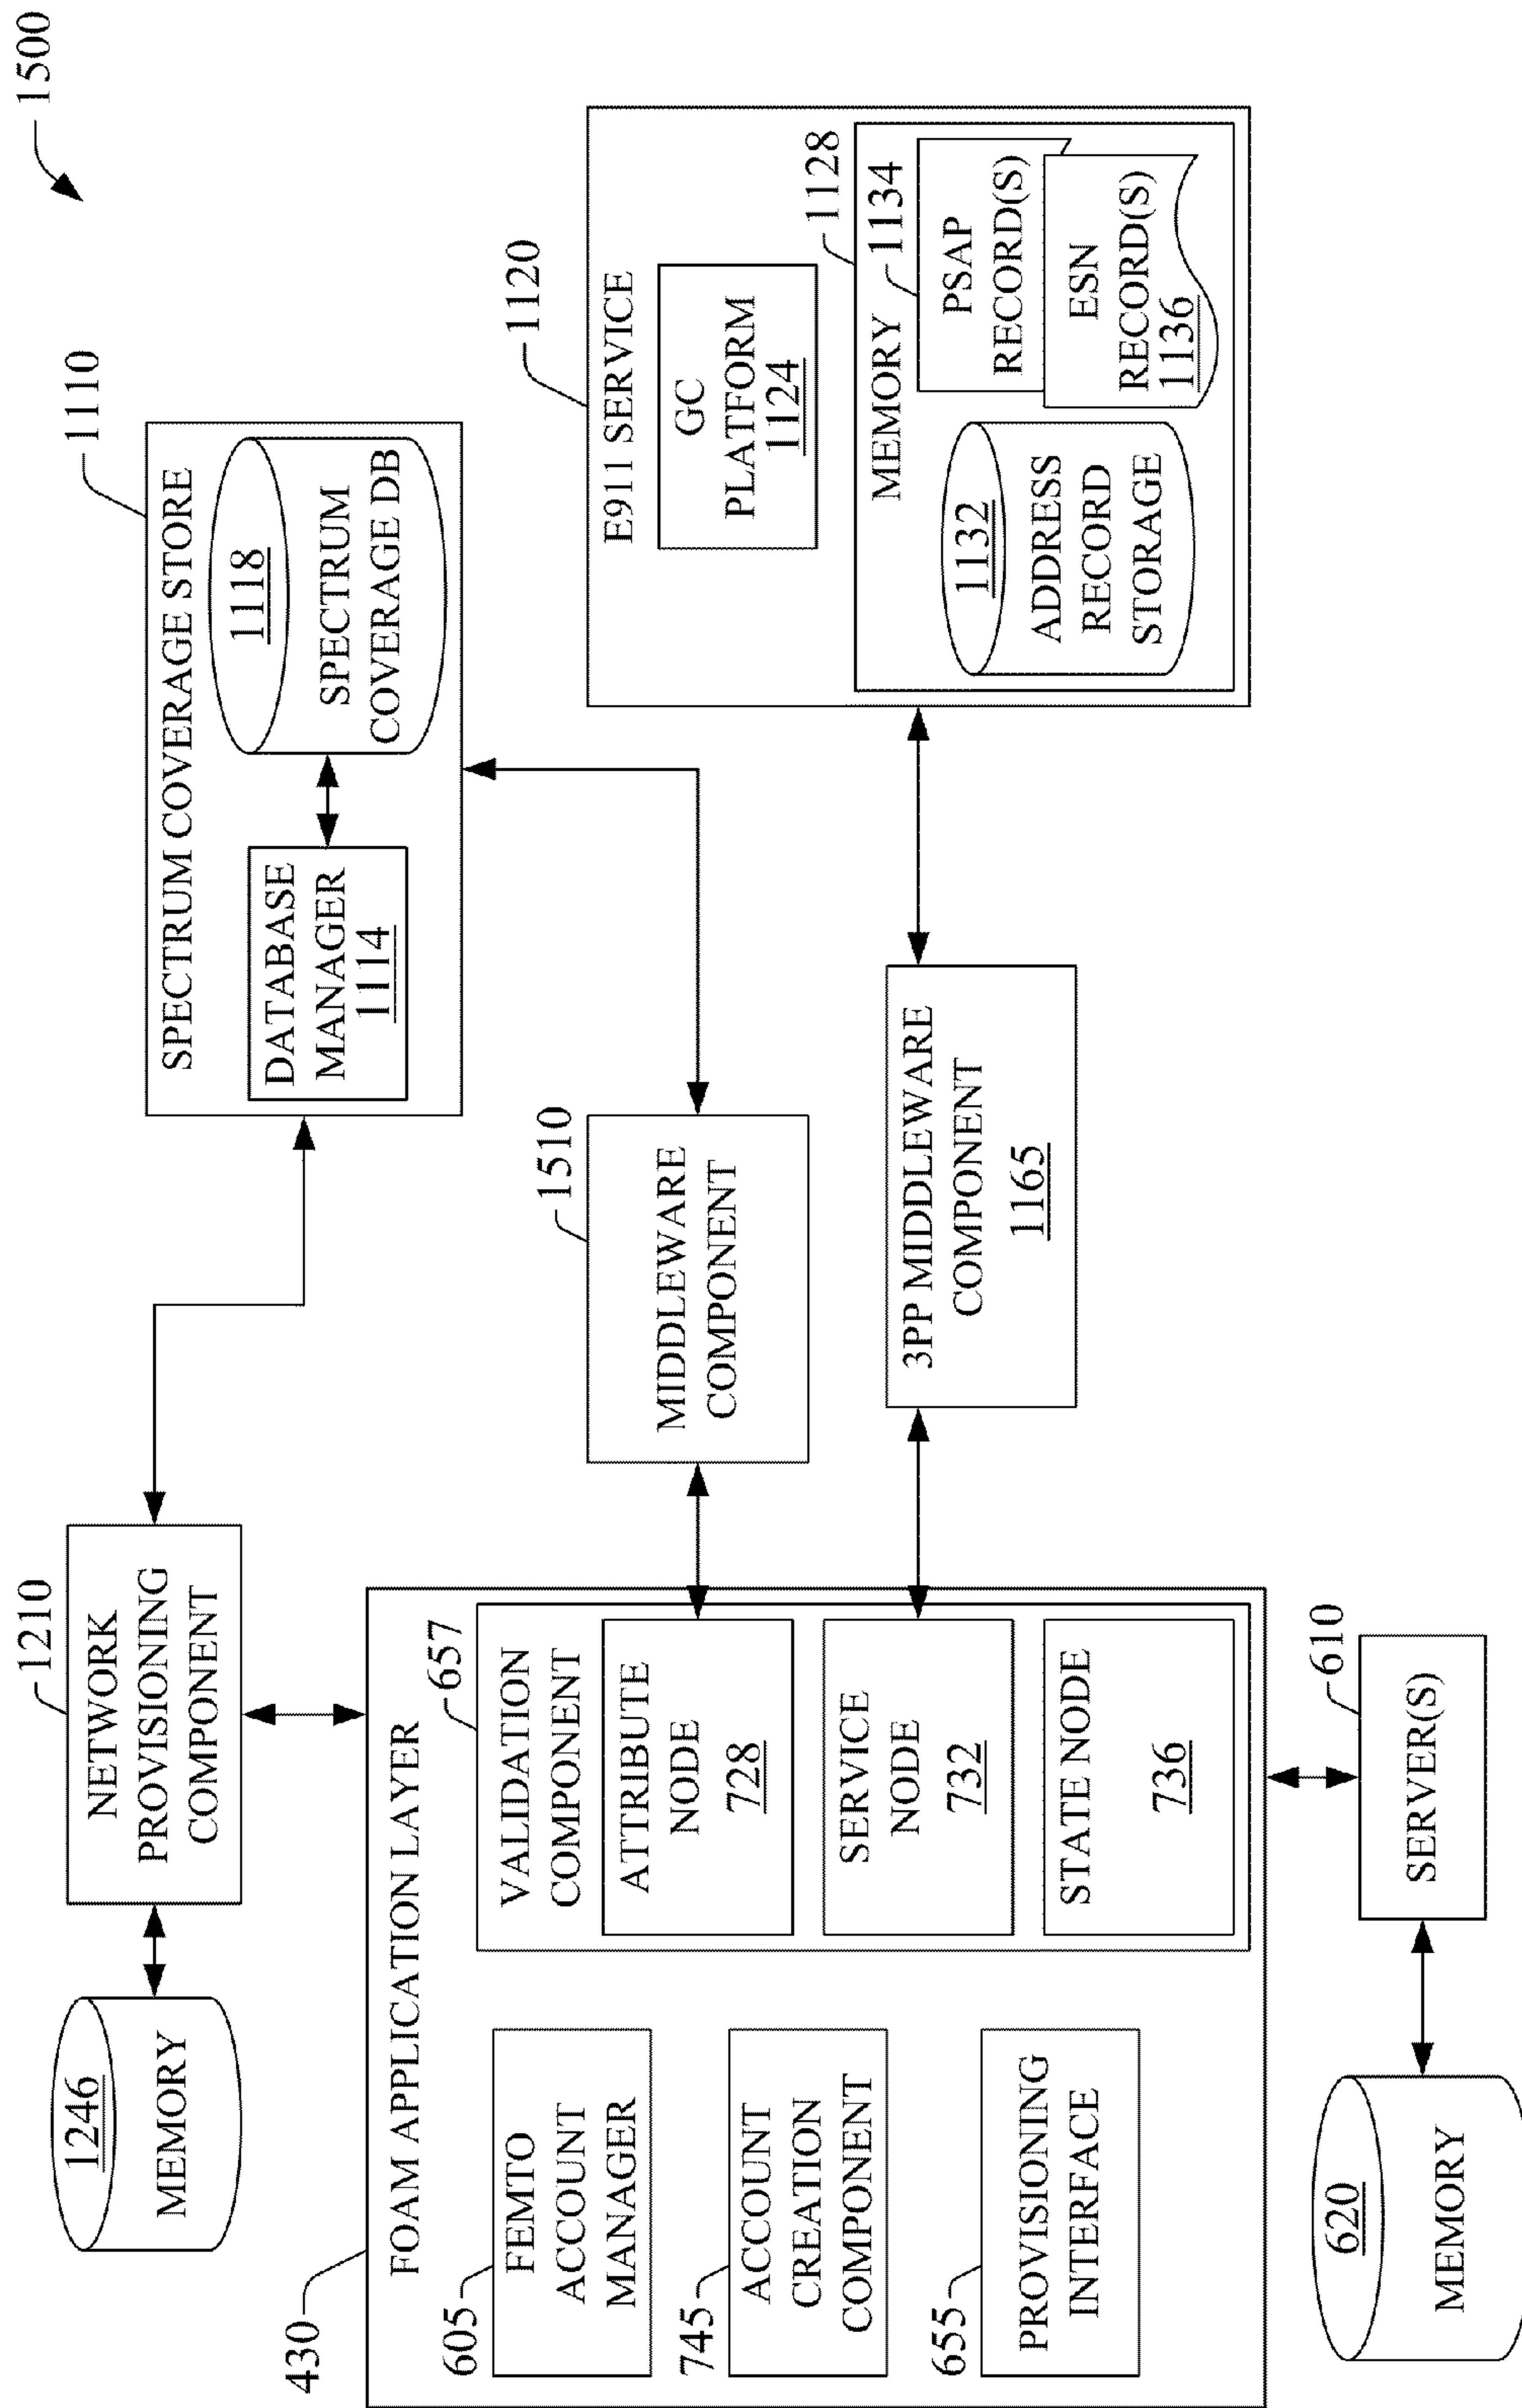 1500
1246
MEMORY
1210
NETWORK
PROVISIONING
COMPONENT
1110
SPECTRUM COVERAGE STORE
DATABASE
MANAGER
1114
1118
SPECTRUM
COVERAGE DB
430
FOAM APPLICATION LAYER
605
FEMTO
ACCOUNT
MANAGER
745
ACCOUNT
CREATION
COMPONENT
655
PROVISIONING
INTERFACE
657
VALIDATION
COMPONENT
ATTRIBUTE
NODE
728
SERVICE
NODE
732
STATE NODE
736
1510
MIDDLEWARE
COMPONENT
3PP MIDDLEWARE
COMPONENT
1165
1120
E911 SERVICE
GC
PLATFORM
1124
1128
MEMORY
1134
1132
ADDRESS
RECORD
STORAGE
PSAP
RECORD(S)
ESN
RECORD(S)
1136
620
MEMORY
610
SERVER(S)